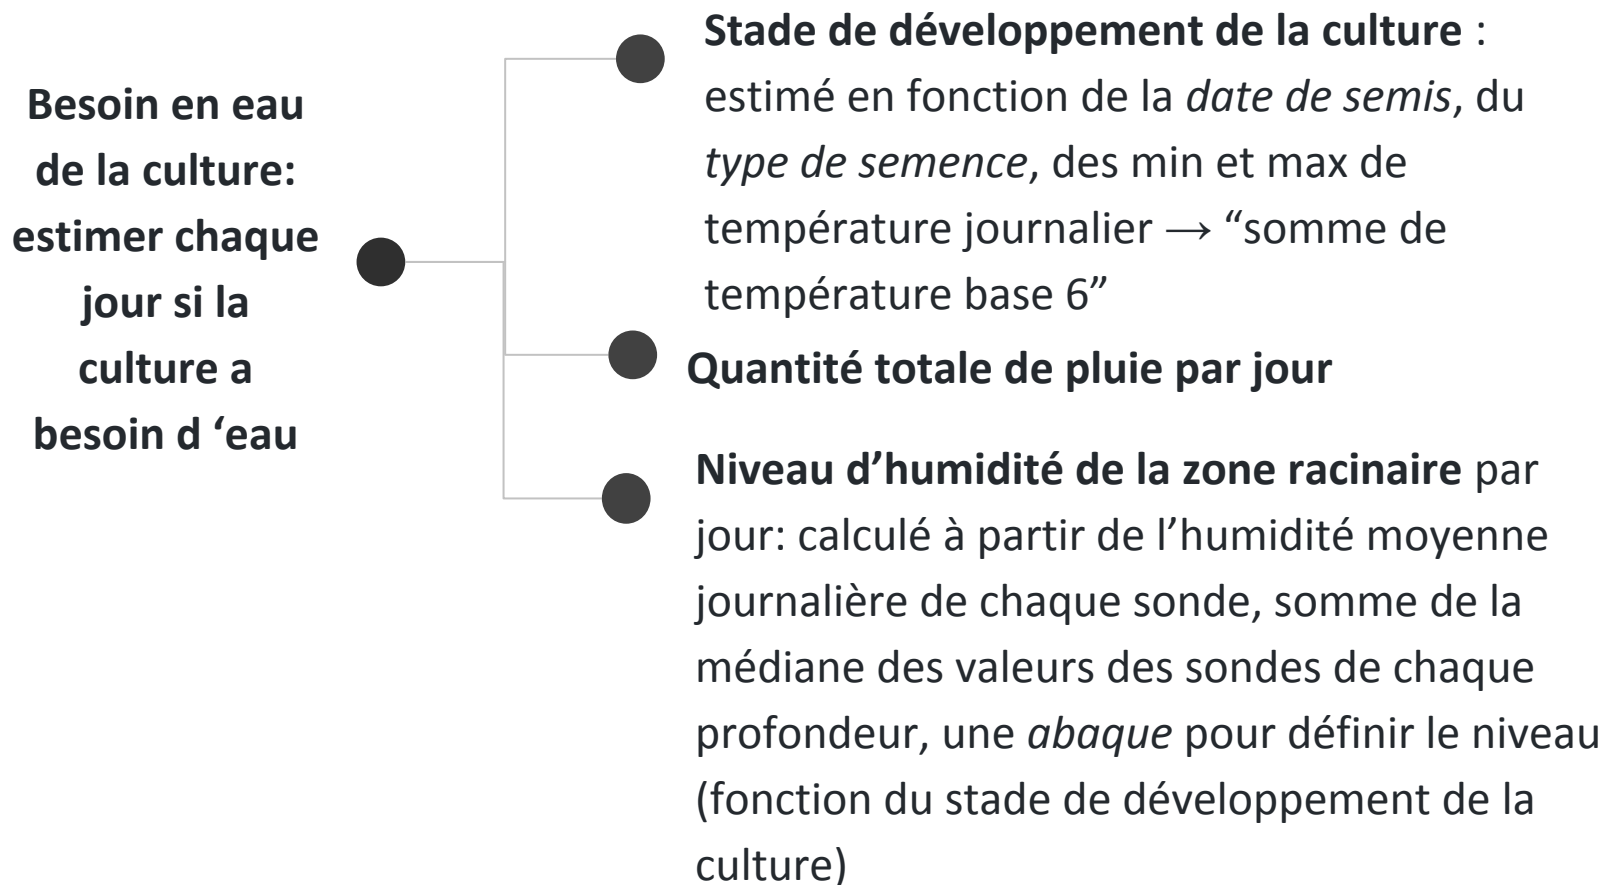 Besoin en eau
de la culture:
estimer chaque
jour si la
culture a
besoin d ‘eau
Stade de développement de la culture :
estimé en fonction de la date de semis, du
type de semence, des min et max de
température journalier → “somme de
température base 6”
Quantité totale de pluie par jour
Niveau d’humidité de la zone racinaire par
jour: calculé à partir de l’humidité moyenne
journalière de chaque sonde, somme de la
médiane des valeurs des sondes de chaque
profondeur, une abaque pour définir le niveau
(fonction du stade de développement de la
culture)